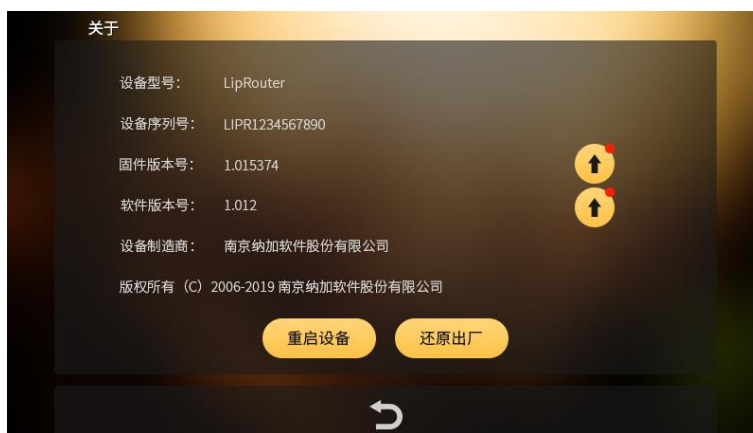 关于
设备型号： LipRouter
设备序列号： LIPR1234567890
固件版本号： 1.015374
软件版本号： 1.012
设备制造商： 南京纳加软件股份有限公司
版权所有（C）2006-2019 南京纳加软件股份有限公司
重启设备 还原出厂